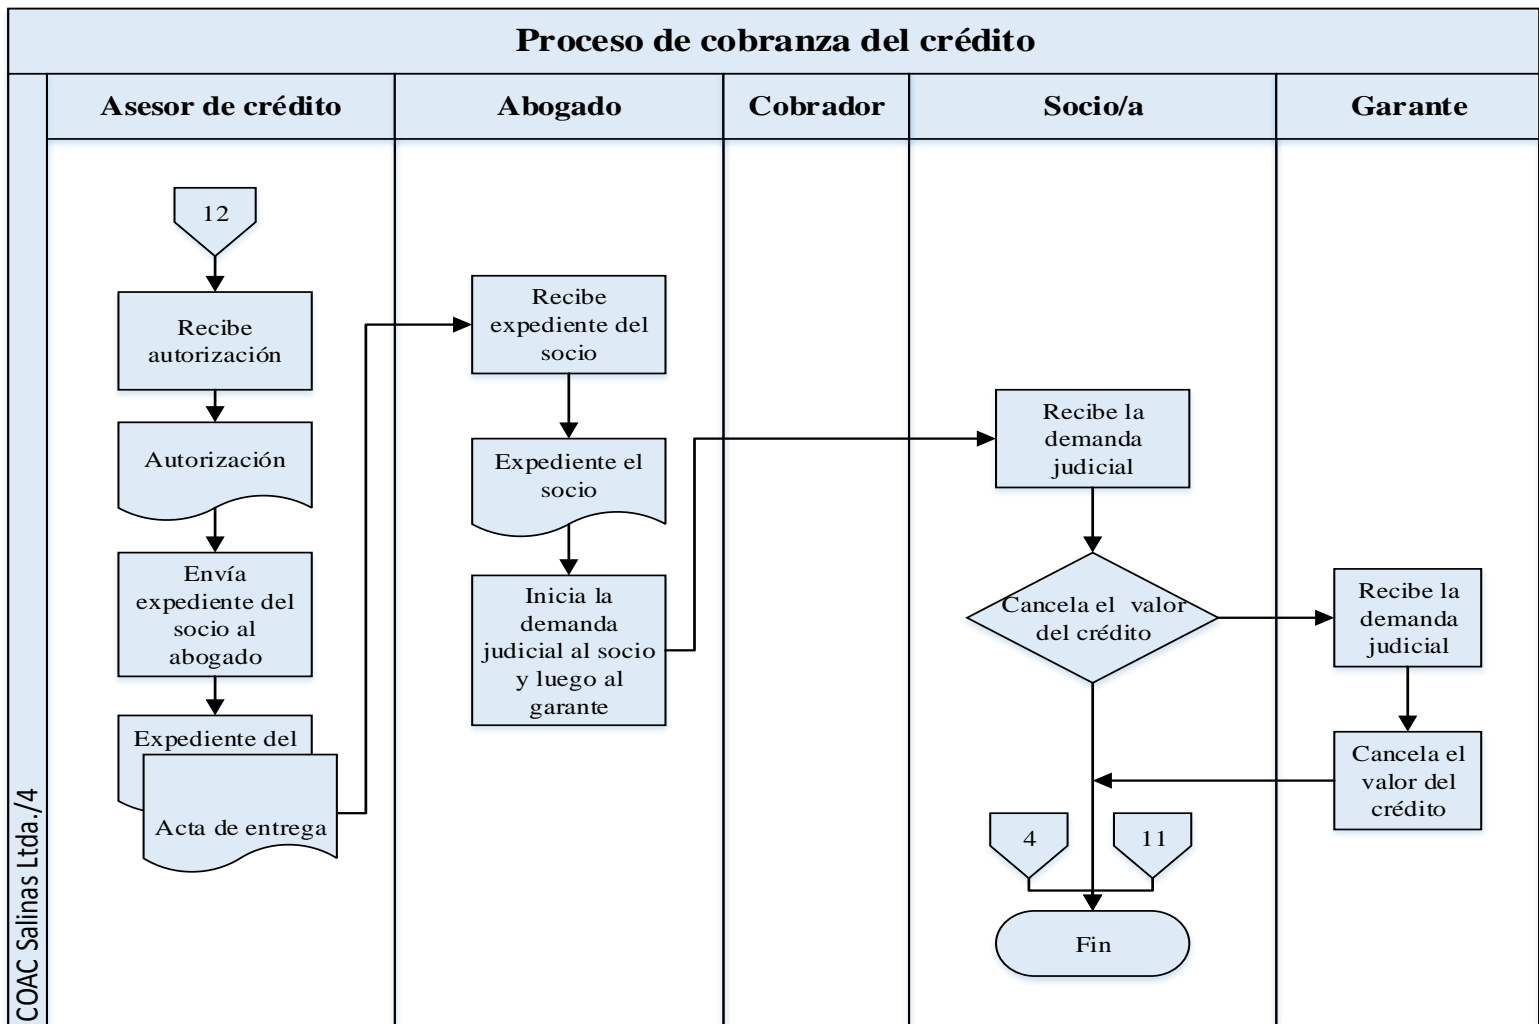 Proceso de cobranza del crédito
Asesor de crédito
Abogado
Cobrador
Socio/a
Garante
COAC Salinas Ltda./4
12
Recibe
autorización
Autorización
Envía
expediente del
socio al
abogado
Expediente del
Acta de entrega
Recibe
expediente del
socio
Expediente el
socio
Inicia la
demanda
judicial al socio
y luego al
garante
Recibe la
demanda
judicial
Cancela el  valor
del crédito
4
11
Fin
Recibe la
demanda
judicial
Cancela el
valor del
crédito